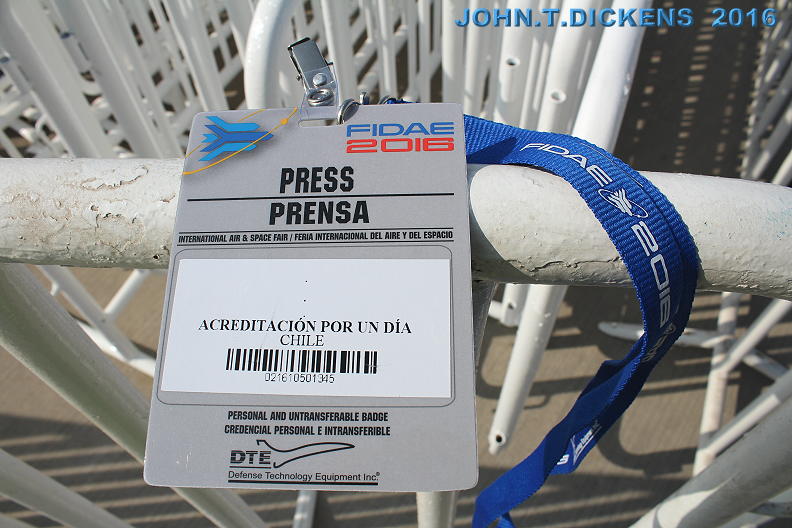 JOHN.T.DICKENS 2016
FIDAE
2016
PRESS
PRENSA
INTERNATIONAL AIR & SPACE FAIR / FERIA INTERNACIONAL DEL AIRE Y DEL ESPACIO
:
ACREDITACIÓN POR UN DÍA
CHILE
021610501345
PERSONAL AND UNTRANSFERABLE BADGE
CREDENCIAL PERSONAL E INTRANSFERIBLE
DTE
Defense Technology Equipment Inc.®
FIDAE 2016